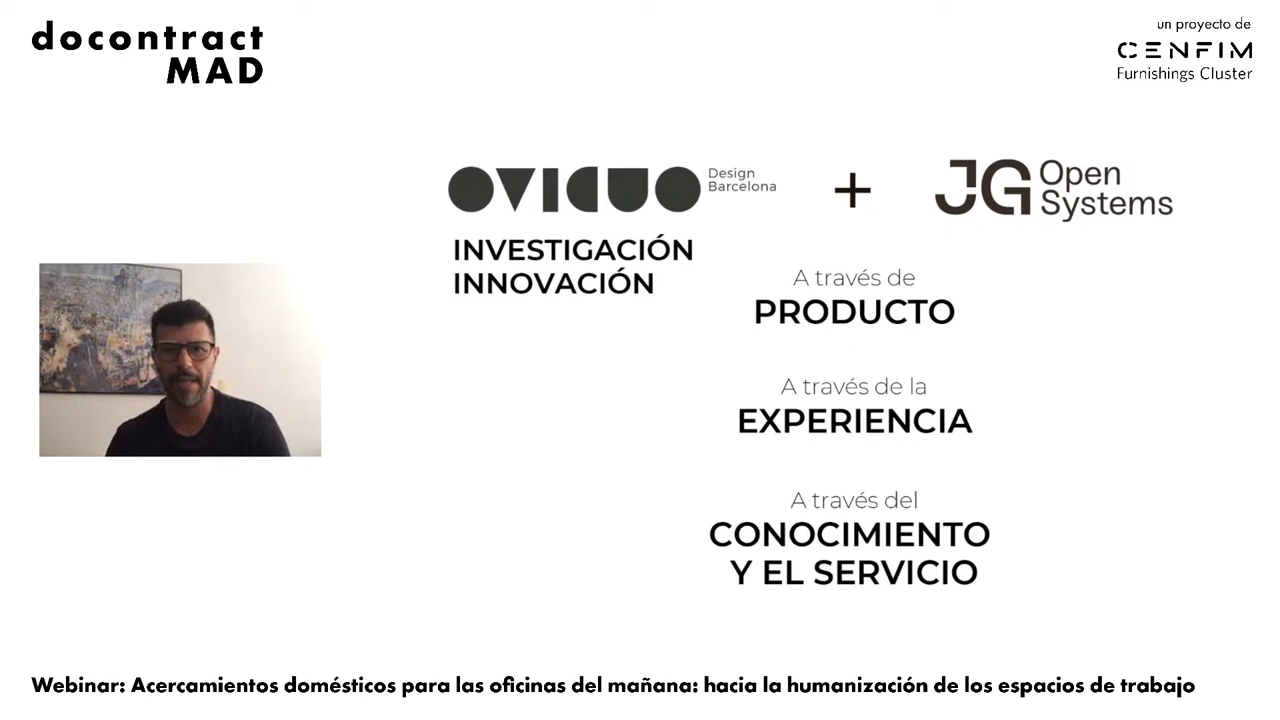 docontract
MAD
un proyecto de
CENFIM
Furnishings Cluster
OVICUO
Design
Barcelona
+
JG
Open
Systems
INVESTIGACIÓN
INNOVACIÓN
A través de
PRODUCTO
A través de la
EXPERIENCIA
A través del
CONOCIMIENTO
Y EL SERVICIO
Webinar: Acercamientos domésticos para las oficinas del mañana: hacia la humanización de los espacios de trabajo